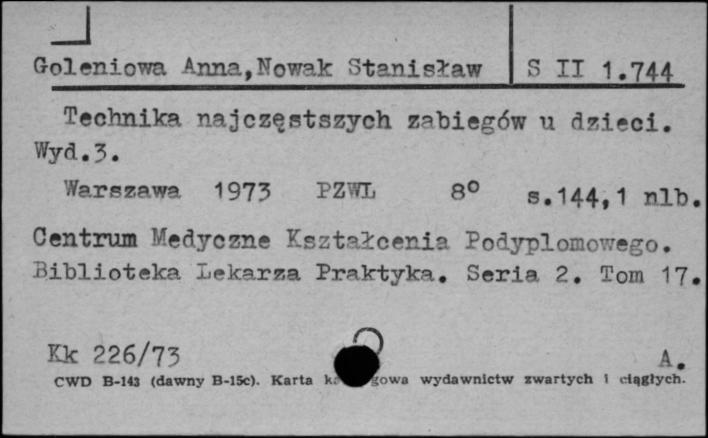 Goleniowa Anna,Nowak Stanisław S II 1.744
Technika najczęstszych zabiegów u dzieci.
Wyd.3.
Warszawa 1973 PZWL 8° s.144,1 nlb.
Centrum Medyczne Kształcenia Podyplomowego.
Biblioteka Lekarza Praktyka. Seria 2. Tom 17.
Kk 226/73 A.
CWD B-143 (dawny B-15c). Karta wydawnictw zwartych i ciągłych.